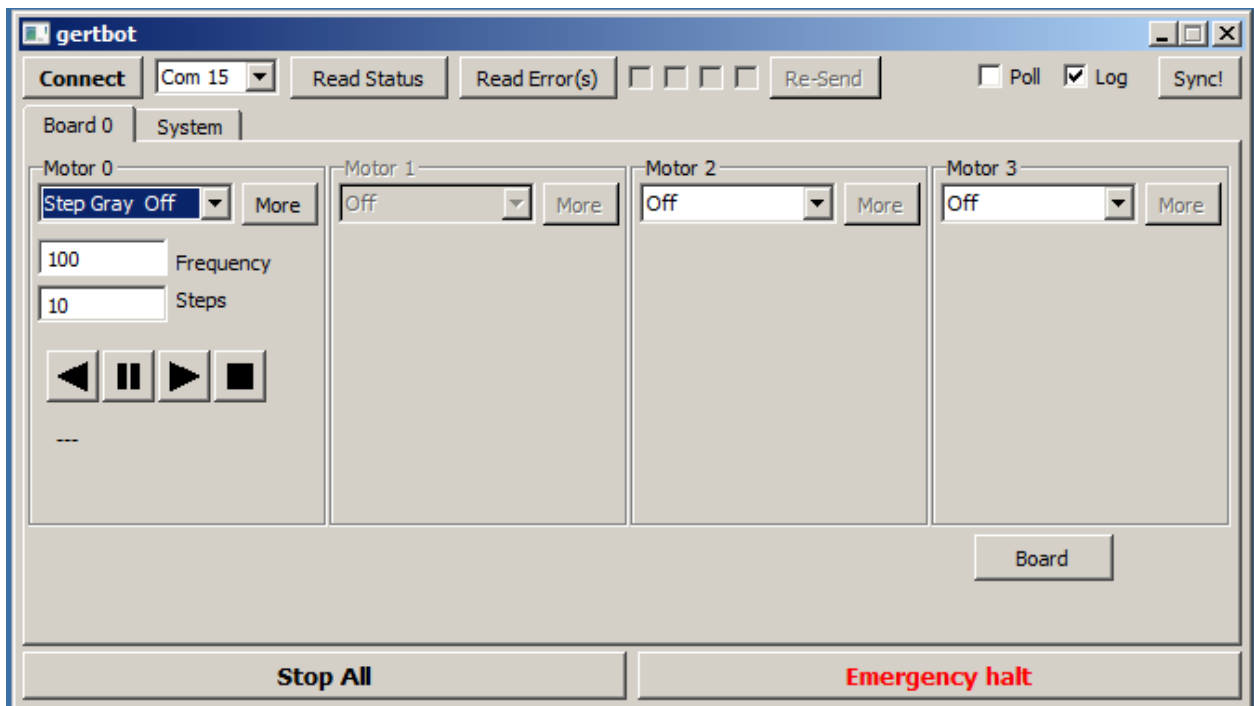 gertbot
Connect Com 15 Read Status Read Error(s) Re-Send Poll Log Sync!
Board 0 System
Motor 0 Motor 1 Motor 2 Motor 3
Step Gray Off More Off More Off More Off More
100 Frequency
10 Steps
---
Board
Stop All Emergency halt